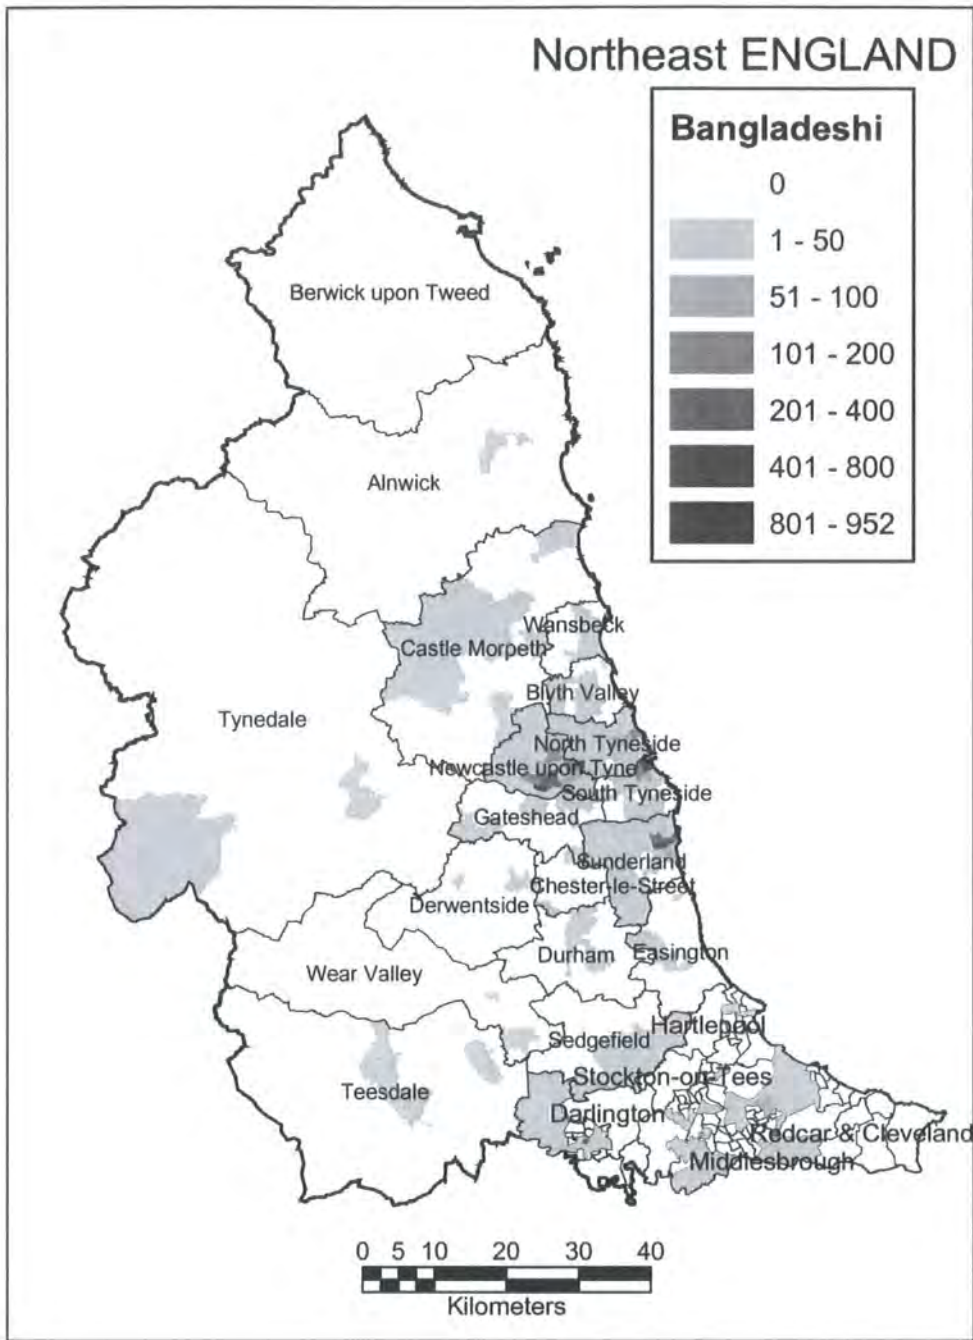 Northeast ENGLAND
Bangladeshi
0
1 - 50
51 - 100
101 - 200
201 - 400
401 - 800
801 - 952
Berwick upon Tweed
Alnwick
Wansbeck
Castle Morpeth
Blyth Valley
Tynedale
North Tyneside
Newcastle upon Tyne
South Tyneside
Gateshead
Sunderland
Chester-le-Street
Derwentside
Durham
Easington
Wear Valley
Hartlepool
Sedgefield
Stockton-on-Tees
Teesdale
Darlington
Redcar & Cleveland
Middlesbrough
0 5 10 20 30 40
Kilometers